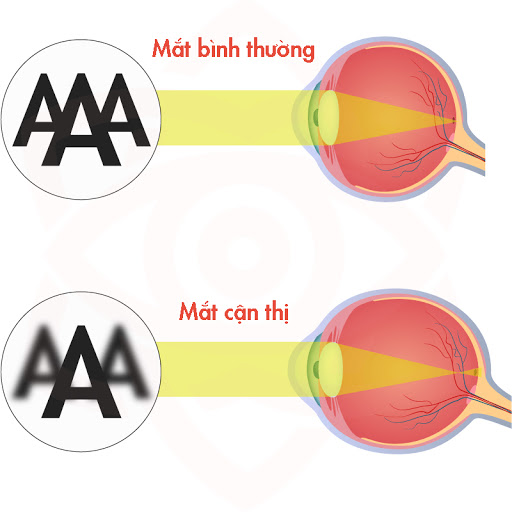 Mắt bình thường
AAA
Mắt cận thị
AAA